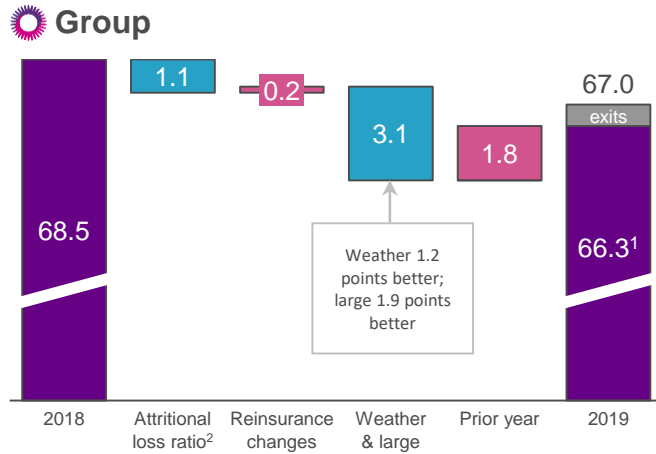 Group
1.1
0.2
3.1
1.8
67.0
exits
68.5
66.3¹
Weather 1.2
points better;
large 1.9 points
better
2018
Attritional
loss ratio²
Reinsurance
changes
Weather
& large
Prior year
2019